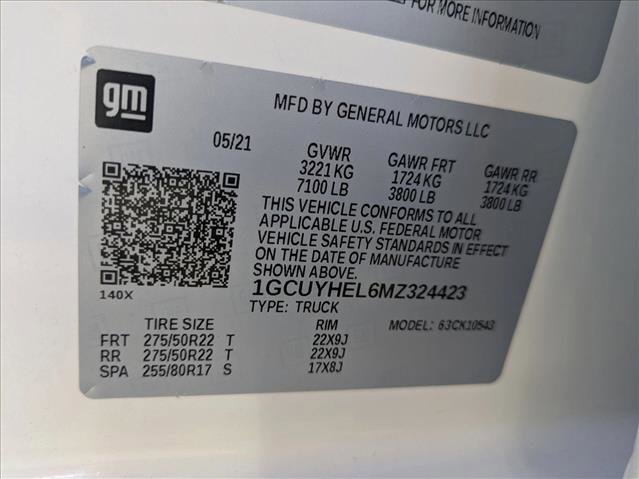 FOR MORE INFORMATION
gm
MFD BY GENERAL MOTORS LLC
05/21
GVWR GAWR FRT GAWR RR
3221 KG 1724 KG 1724 KG
7100 LB 3800 LB 3800 LB
THIS VEHICLE CONFORMS TO ALL
APPLICABLE U.S. FEDERAL MOTOR
VEHICLE SAFETY STANDARDS IN EFFECT
ON THE DATE OF MANUFACTURE
SHOWN ABOVE.
140X
1GCUYHEL6MZ324423
TYPE: TRUCK
MODEL: 63CK10543
TIRE SIZE RIM
FRT 275/50R22 T 22X9J
RR 275/50R22 T 22X9J
SPA 255/80R17 S 17X8J